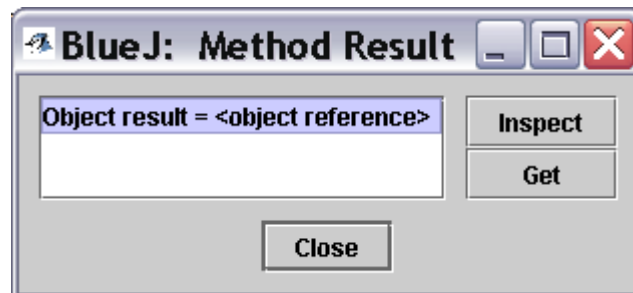 BlueJ: Method Result
Object result = <object reference>
Inspect
Get
Close